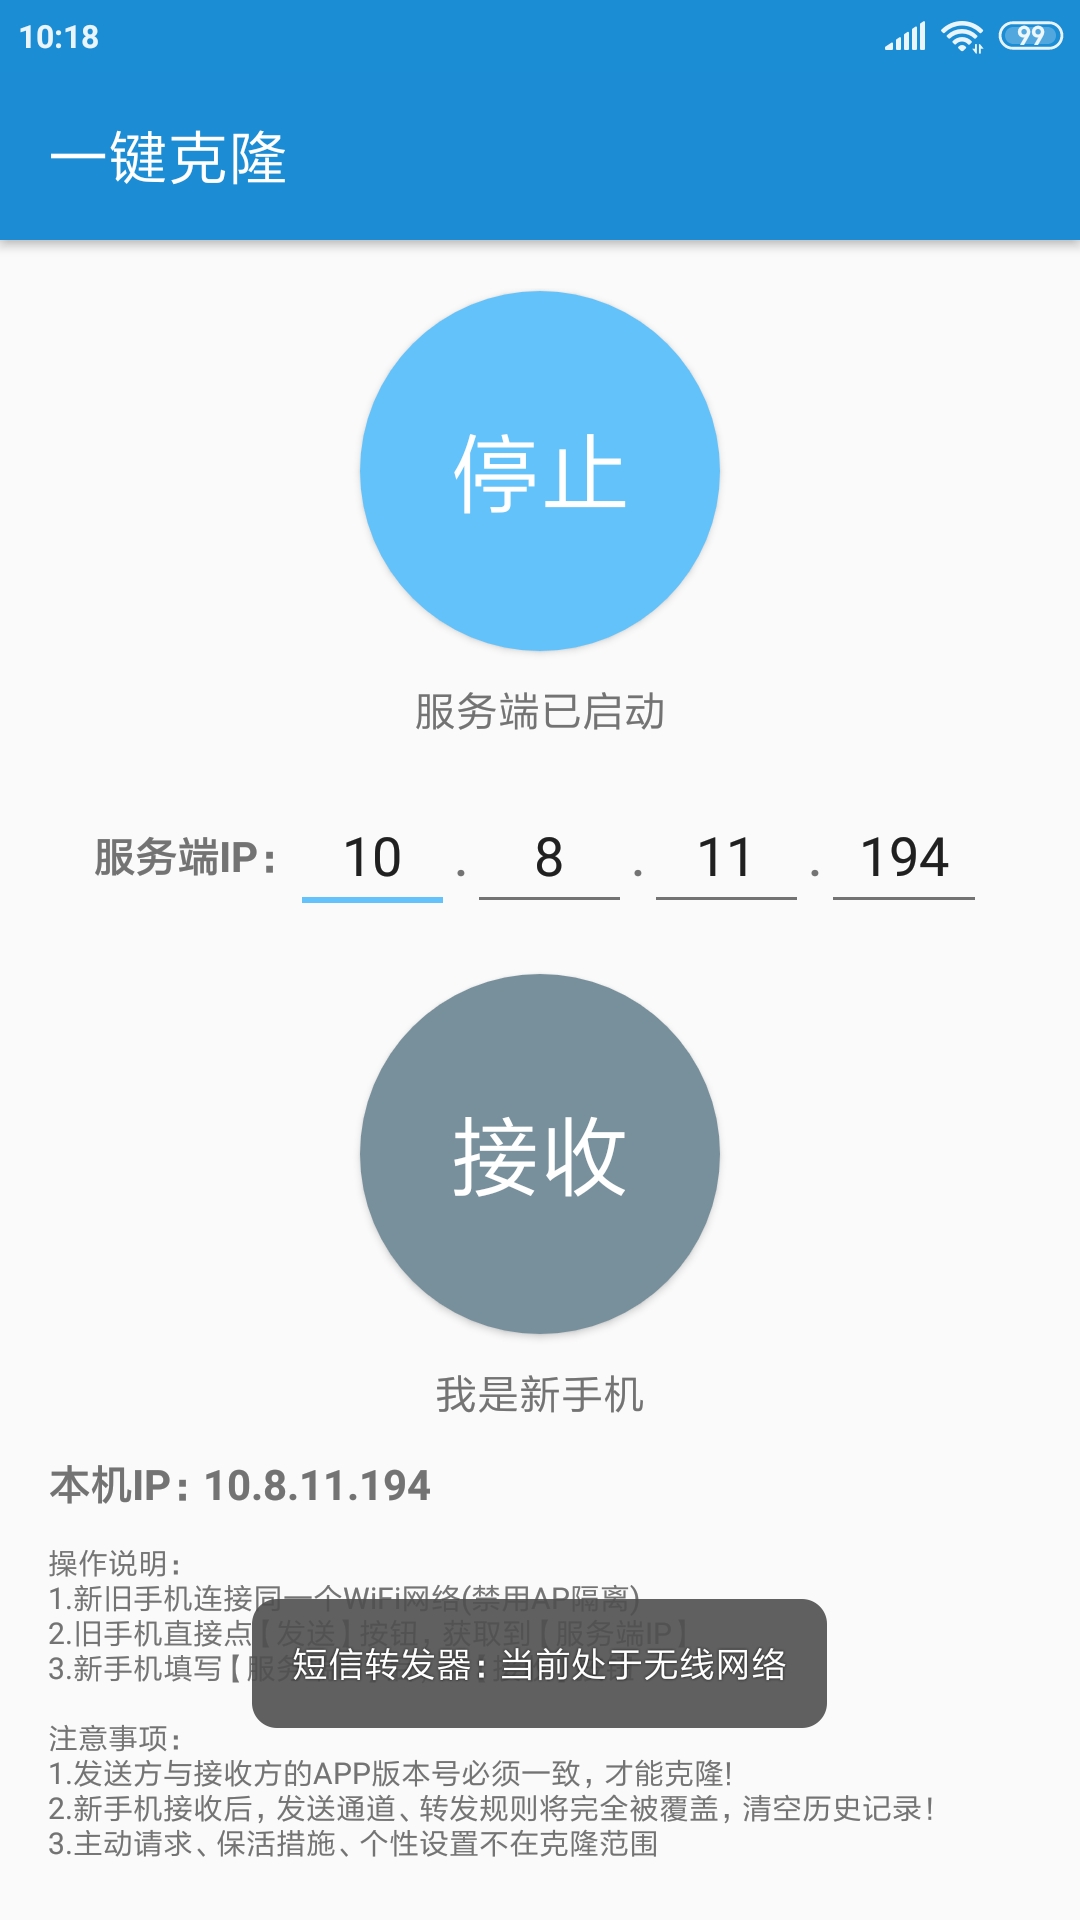 10:18
99
一键克隆
停止
服务端已启动
服务端IP: 10 . 8 . 11 . 194
接收
我是新手机
本机IP: 10.8.11.194
操作说明:
1.新旧手机连接同一个WiFi网络(禁用AP隔离)
2.旧手机直接点【发送】按钮，获取到【服务端IP】
3.新手机填写【服务
短信转发器: 当前处于无线网络
注意事项:
1.发送方与接收方的APP版本号必须一致，才能克隆!
2.新手机接收后，发送通道、转发规则将完全被覆盖，清空历史记录!
3.主动请求、保活措施、个性设置不在克隆范围